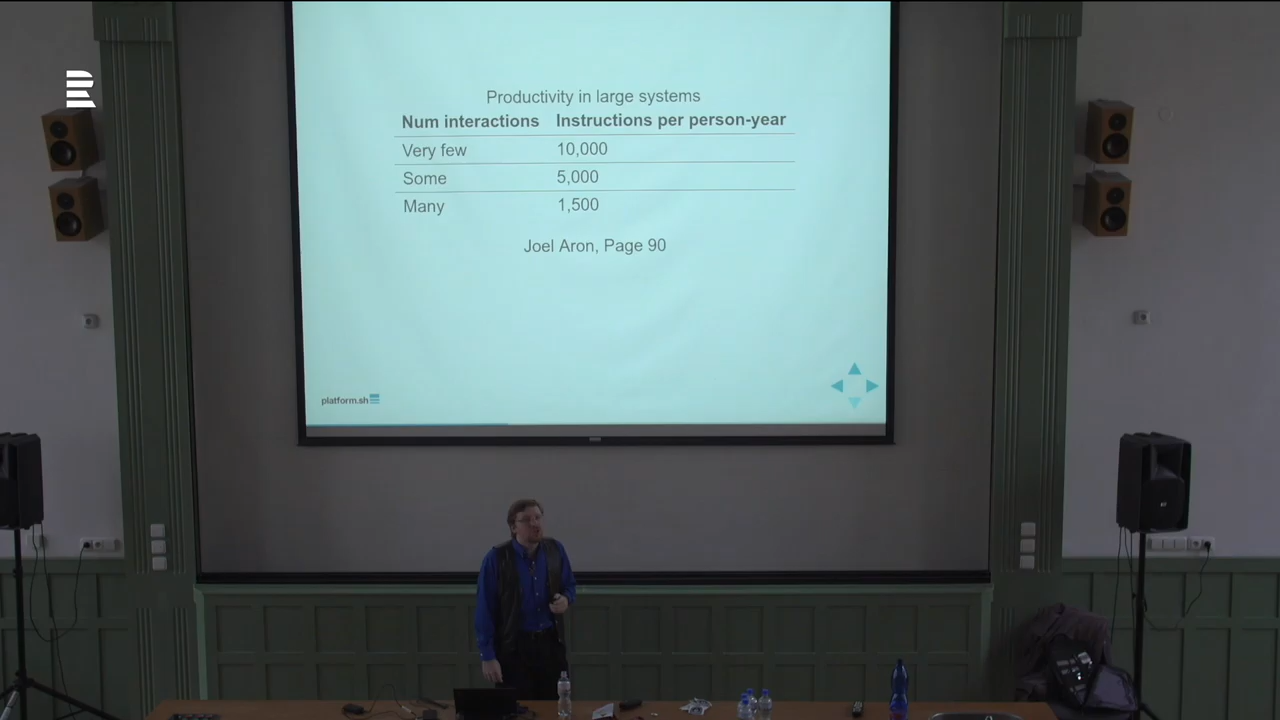 Productivity in large systems
Num interactions Instructions per person-year
Very few 10,000
Some 5,000
Many 1,500
Joel Aron, Page 90
platform.sh